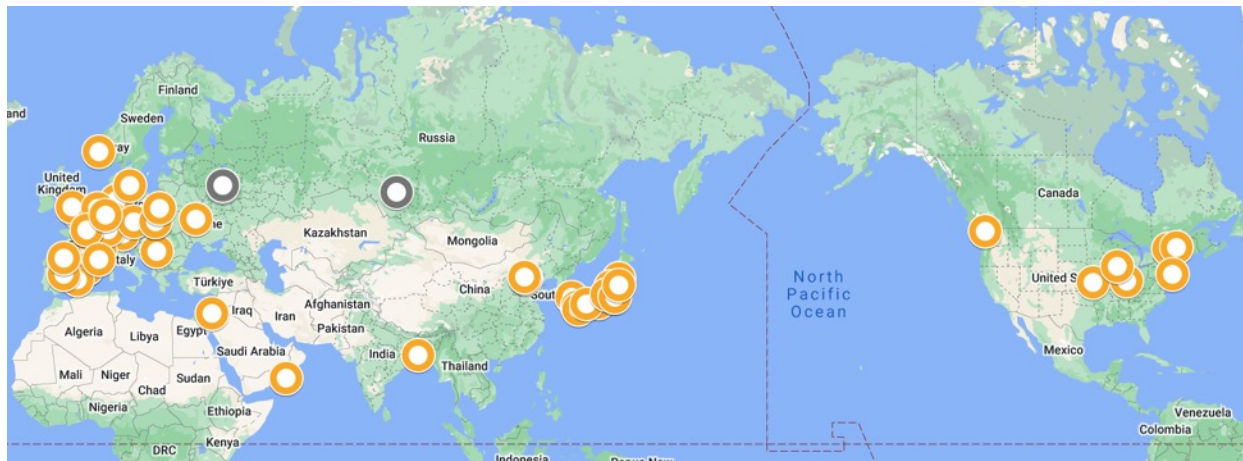 Finland
Sweden
Russia
United
Kingdom
Canada
Kazakhstan
Mongolia
Italy
Türkiye
China
North
Pacific
Ocean
Iraq
Iran
Afghanistan
Pakistan
Algeria
Libya
Egypt
Saudi Arabia
India
Thailand
Mexico
Mali
Niger
Chad
Sudan
Nigeria
Ethiopia
Venezuela
Colombia
DRC
Kenya
Indonesia